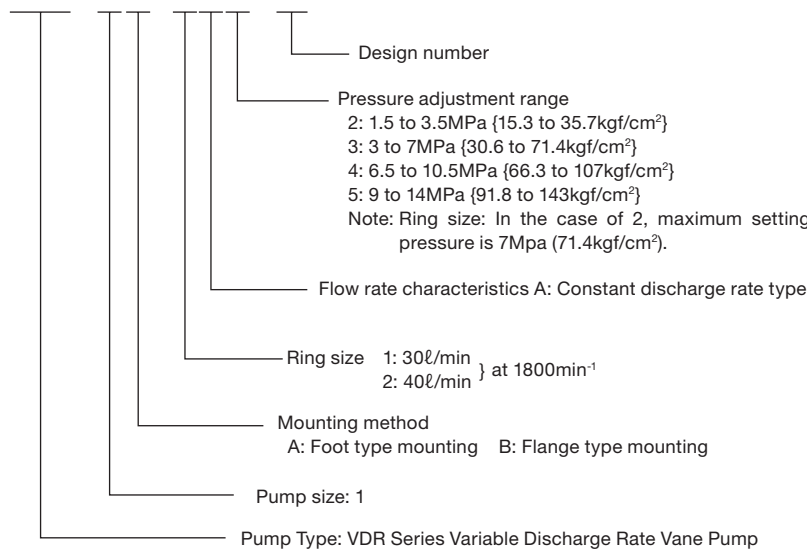 Design number
Pressure adjustment range
2: 1.5 to 3.5MPa {15.3 to 35.7kgf/cm²}
3: 3 to 7MPa {30.6 to 71.4kgf/cm²}
4: 6.5 to 10.5MPa {66.3 to 107kgf/cm²}
5: 9 to 14MPa {91.8 to 143kgf/cm²}
Note: Ring size: In the case of 2, maximum setting
pressure is 7Mpa (71.4kgf/cm²).
Flow rate characteristics A: Constant discharge rate type
Ring size 1: 30ℓ/min
2: 40ℓ/min } at 1800min⁻¹
Mounting method
A: Foot type mounting B: Flange type mounting
Pump size: 1
Pump Type: VDR Series Variable Discharge Rate Vane Pump